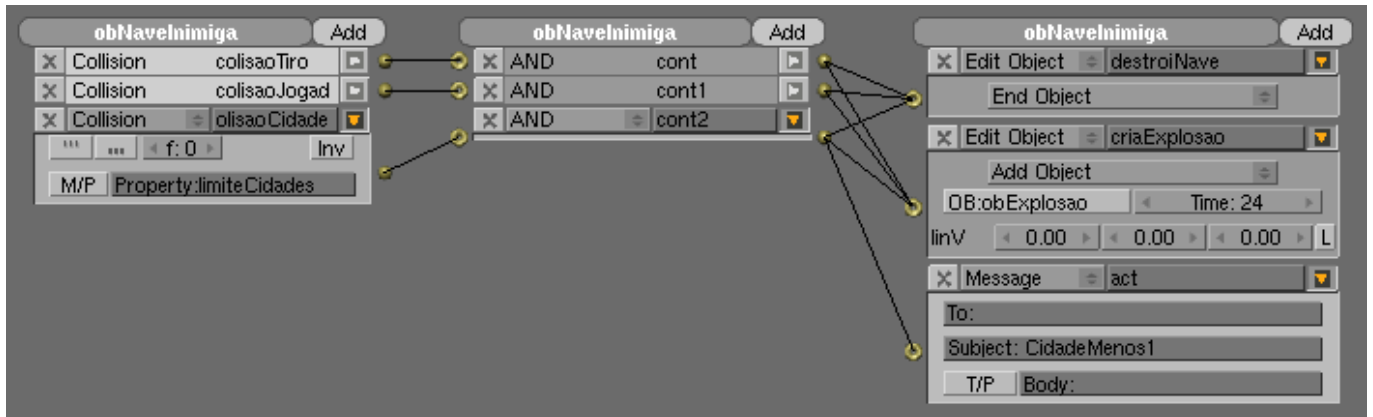 obNaveInimiga Add
Collision colisaoTiro
Collision colisaoJogad
Collision olisaoCidade
f: 0 Inv
M/P Property:limiteCidades
obNaveInimiga Add
AND cont
AND cont1
AND cont2
obNaveInimiga Add
Edit Object destroiNave
End Object
Edit Object criaExplosao
Add Object
OB:obExplosao Time: 24
linV 0.00 0.00 0.00 L
Message act
To:
Subject: CidadeMenos1
T/P Body: